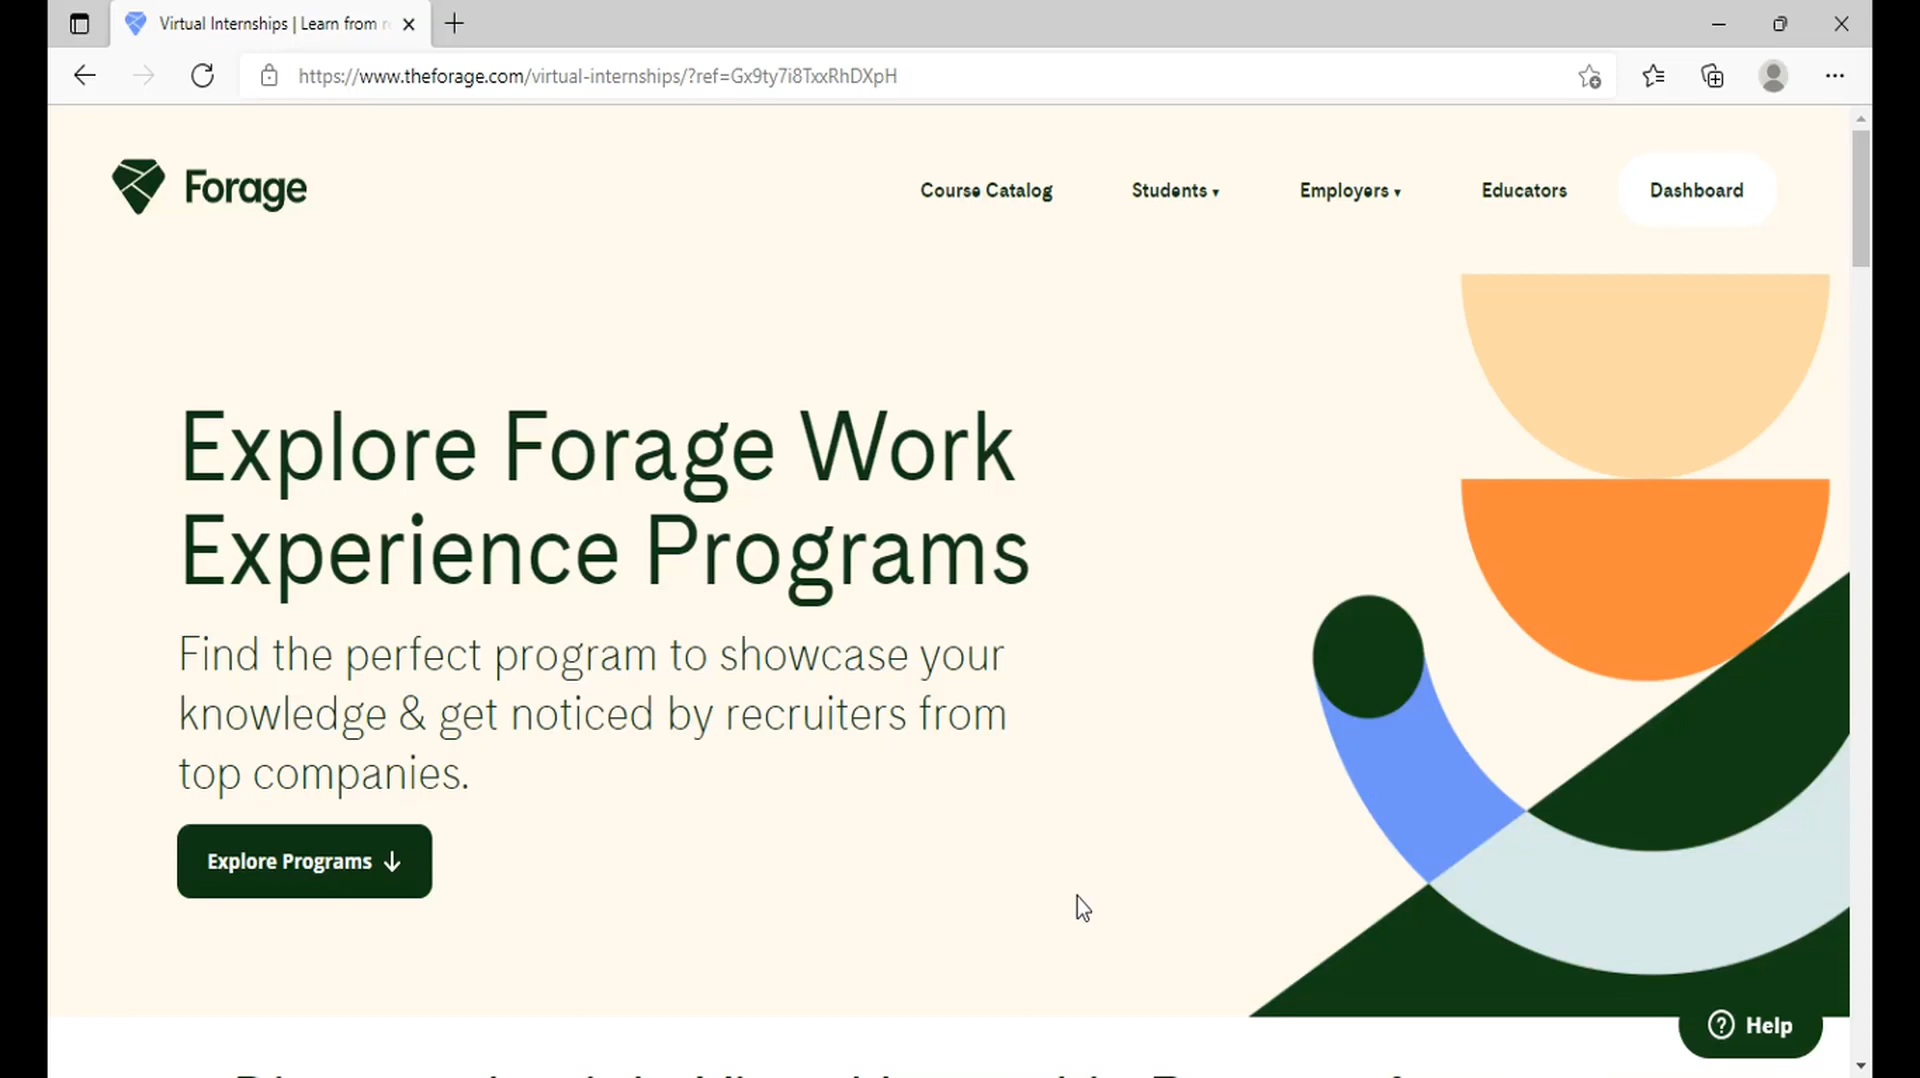 Virtual Internships | Learn from
https://www.theforage.com/virtual-internships/?ref=Gx9ty7i8TxxRhDXpH
Forage
Course Catalog
Students ▾
Employers ▾
Educators
Dashboard
Explore Forage Work
Experience Programs
Find the perfect program to showcase your
knowledge & get noticed by recruiters from
top companies.
Explore Programs ↓
Help